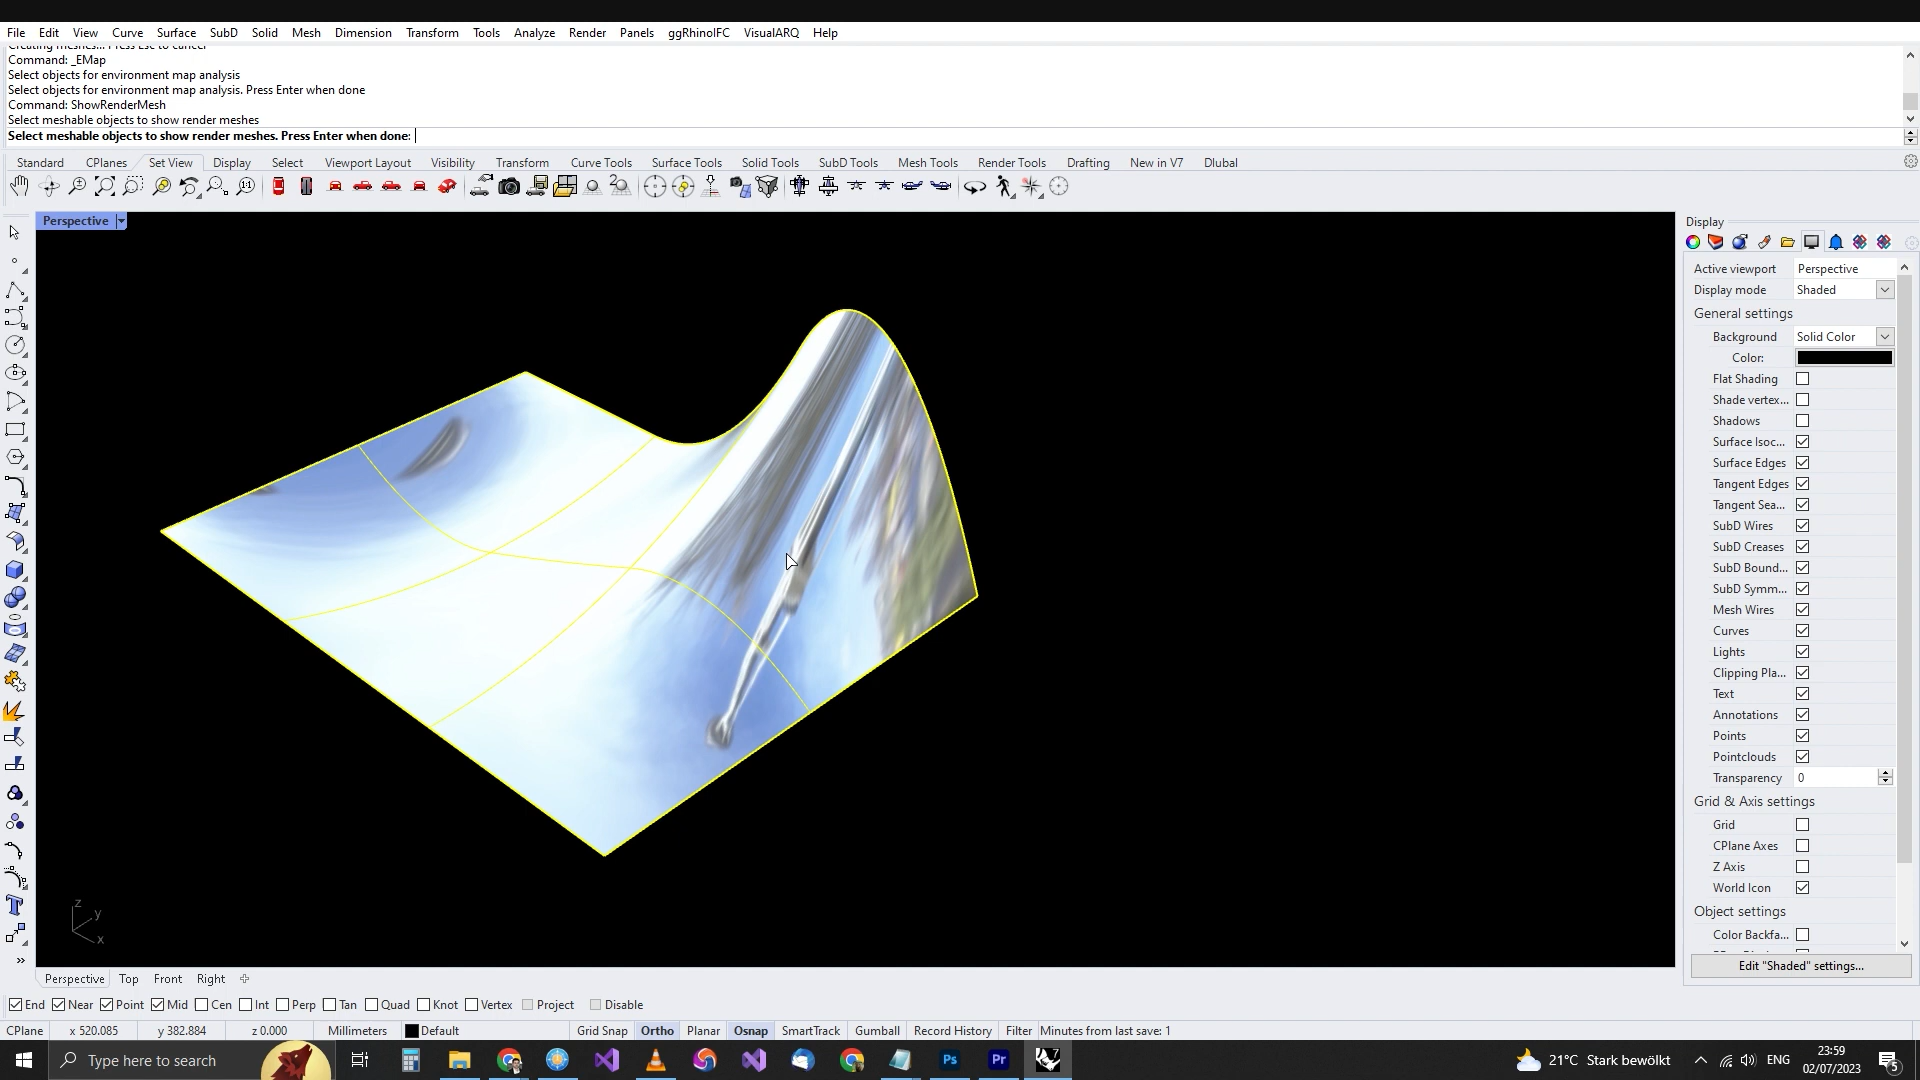 File Edit View Curve Surface SubD Solid Mesh Dimension Transform Tools Analyze Render Panels ggRhinoIFC VisualARQ Help
Creating meshes... Press Esc to cancel
Command: _EMap
Select objects for environment map analysis
Select objects for environment map analysis. Press Enter when done
Command: ShowRenderMesh
Select meshable objects to show render meshes
Select meshable objects to show render meshes. Press Enter when done:
Standard CPlanes Set View Display Select Viewport Layout Visibility Transform Curve Tools Surface Tools Solid Tools SubD Tools Mesh Tools Render Tools Drafting New in V7 Dlubal
Perspective
Display
Active viewport Perspective
Display mode Shaded
General settings
Background Solid Color
Color:
Flat Shading
Shade vertex...
Shadows
Surface Isoc...
Surface Edges
Tangent Edges
Tangent Sea...
SubD Wires
SubD Creases
SubD Bound...
SubD Symm...
Mesh Wires
Curves
Lights
Clipping Pla...
Text
Annotations
Points
Pointclouds
Transparency 0
Grid & Axis settings
Grid
CPlane Axes
Z Axis
World Icon
Object settings
Color Backfa...
Edit "Shaded" settings...
z
y
x
Perspective Top Front Right
End Near Point Mid Cen Int Perp Tan Quad Knot Vertex Project Disable
CPlane x 520.085 y 382.884 z 0.000 Millimeters Default Grid Snap Ortho Planar Osnap SmartTrack Gumball Record History Filter Minutes from last save: 1
Type here to search
Ps
Pr
7
21°C Stark bewölkt
ENG
23:59
02/07/2023
5